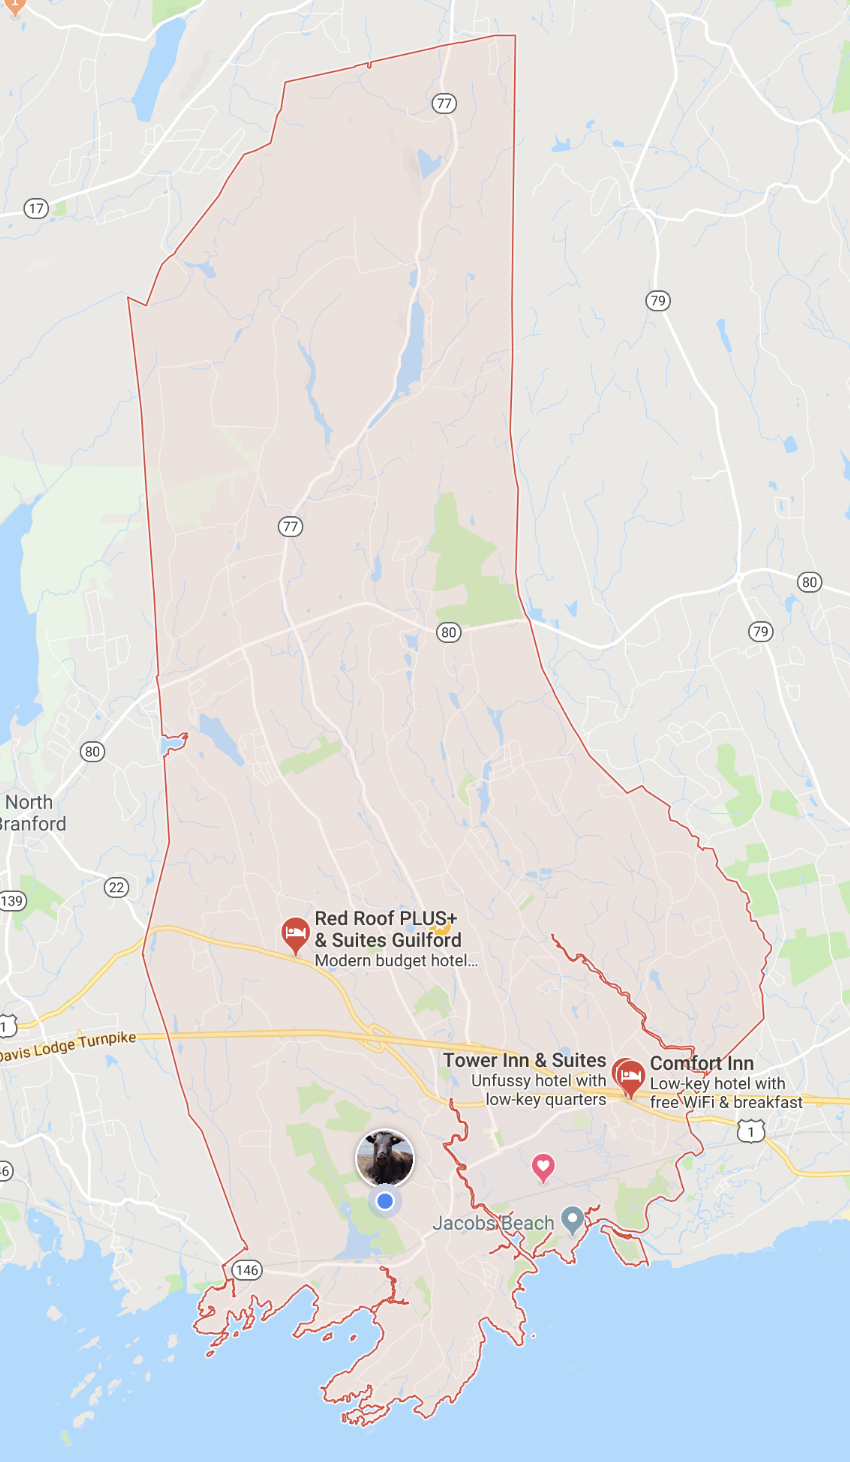 1
77
17
79
77
80
80
79
80
North
Branford
22
139
Red Roof PLUS+
& Suites Guilford
Modern budget hotel...
1
Davis Lodge Turnpike
Tower Inn & Suites
Unfussy hotel with
low-key quarters
Comfort Inn
Low-key hotel with
free WiFi & breakfast
1
Jacobs Beach
146